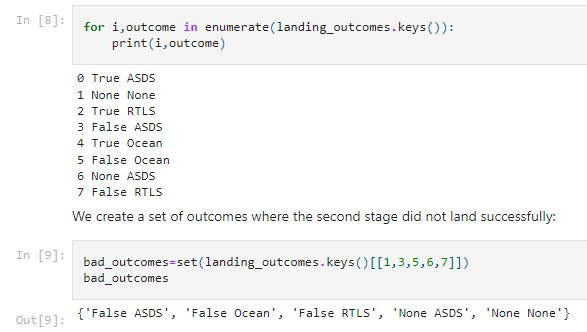 In [8]:
for i,outcome in enumerate(landing_outcomes.keys()):
    print(i,outcome)
0 True ASDS
1 None None
2 True RTLS
3 False ASDS
4 True Ocean
5 False Ocean
6 None ASDS
7 False RTLS
We create a set of outcomes where the second stage did not land successfully:
In [9]:
bad_outcomes=set(landing_outcomes.keys()[[1,3,5,6,7]])
bad_outcomes
Out[9]:
{'False ASDS', 'False Ocean', 'False RTLS', 'None ASDS', 'None None'}